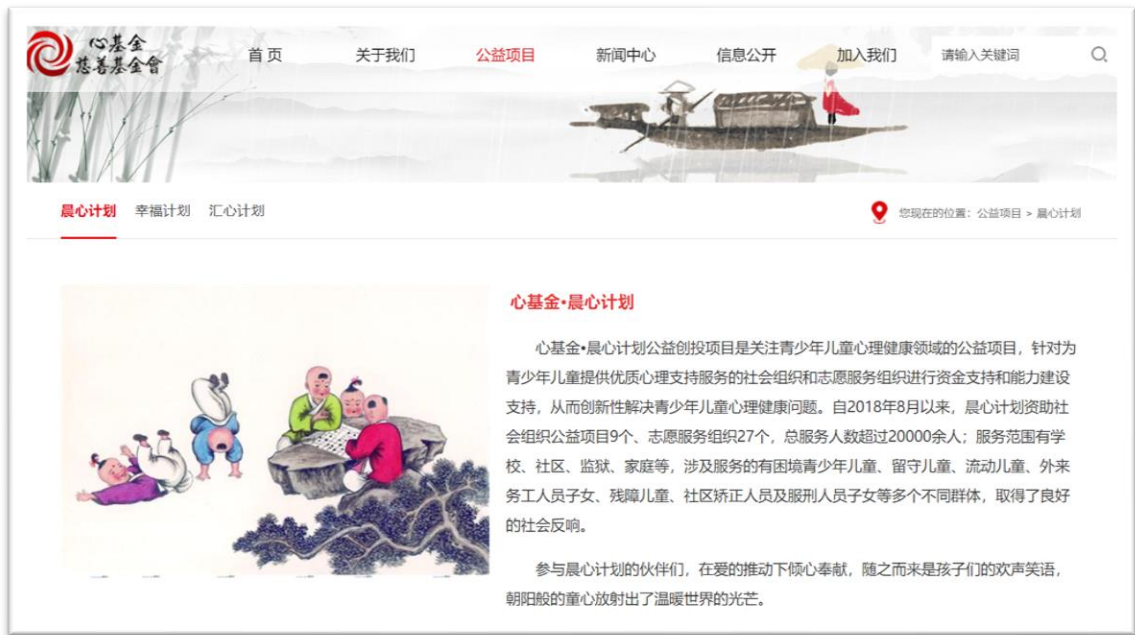 心基金
慈善基金會
首 页
关于我们
公益项目
新闻中心
信息公开
加入我们
请输入关键词
晨心计划
幸福计划
汇心计划
您现在的位置：公益项目 > 晨心计划
心基金•晨心计划
心基金•晨心计划公益创投项目是关注青少年儿童心理健康领域的公益项目，针对为
青少年儿童提供优质心理支持服务的社会组织和志愿服务组织进行资金支持和能力建设
支持，从而创新性解决青少年儿童心理健康问题。自2018年8月以来，晨心计划资助社
会组织公益项目9个、志愿服务组织27个，总服务人数超过20000余人；服务范围有学
校、社区、监狱、家庭等，涉及服务的有困境青少年儿童、留守儿童、流动儿童、外来
务工人员子女、残障儿童、社区矫正人员及服刑人员子女等多个不同群体，取得了良好
的社会反响。
参与晨心计划的伙伴们，在爱的推动下倾心奉献，随之而来是孩子们的欢声笑语，
朝阳般的童心放射出了温暖世界的光芒。